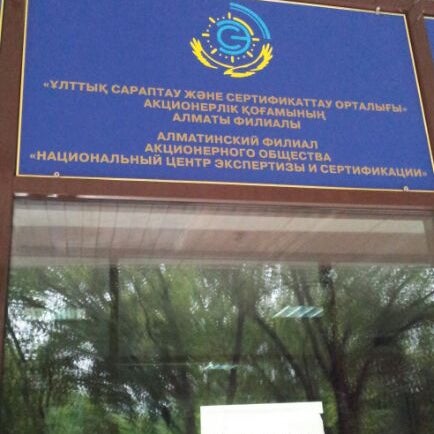 «ҰЛТТЫҚ САРАПТАУ ЖӘНЕ СЕРТИФИКАТТАУ ОРТАЛЫҒЫ»
АКЦИОНЕРЛІК ҚОҒАМЫНЫҢ
АЛМАТЫ ФИЛИАЛЫ
АЛМАТИНСКИЙ ФИЛИАЛ
АКЦИОНЕРНОГО ОБЩЕСТВА
«НАЦИОНАЛЬНЫЙ ЦЕНТР ЭКСПЕРТИЗЫ И СЕРТИФИКАЦИИ»